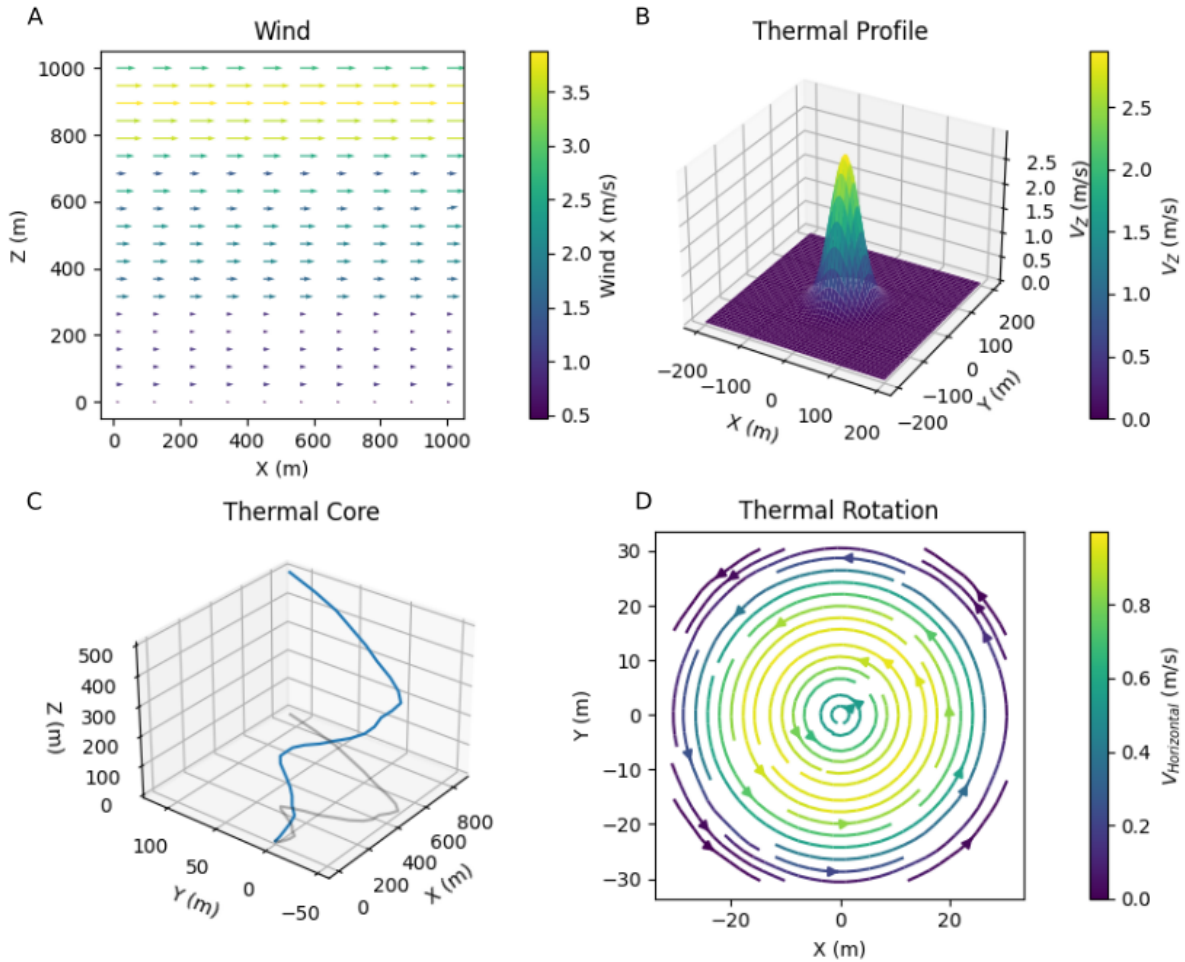 A
Wind
1000
800
600
400
200
0
Z (m)
0 200 400 600 800 1000
X (m)
3.5
3.0
2.5
2.0
1.5
1.0
0.5
Wind X (m/s)
B
Thermal Profile
2.5
2.0
1.5
1.0
0.5
0.0
V_Z (m/s)
−200 −100 0 100 200
X (m)
200
100
0
−100
−200
Y (m)
2.5
2.0
1.5
1.0
0.5
0.0
V_Z (m/s)
C
Thermal Core
500
400
300
200
100
0
Z (m)
100 50 0 −50
Y (m)
800
600
400
200
0
X (m)
D
Thermal Rotation
30
20
10
0
−10
−20
−30
Y (m)
−20 0 20
X (m)
0.8
0.6
0.4
0.2
0.0
V_Horizontal (m/s)